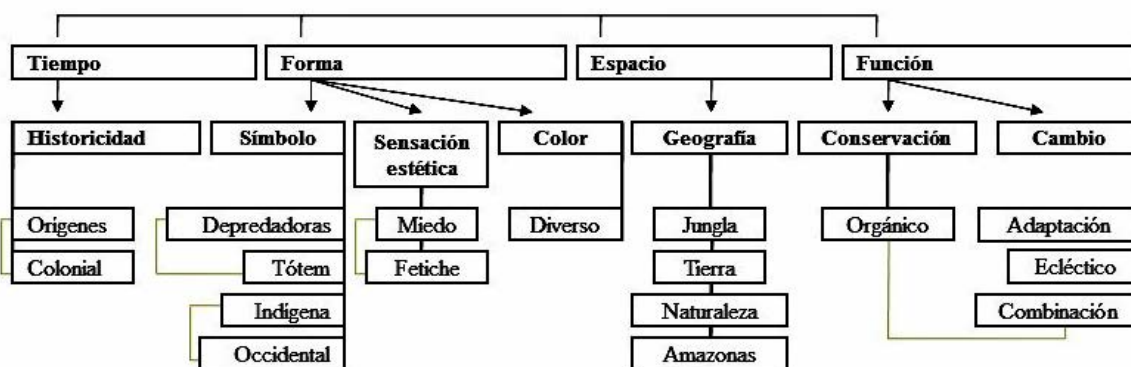 Tiempo
Forma
Espacio
Función
Historicidad
Símbolo
Sensación
estética
Color
Geografía
Conservación
Cambio
Orígenes
Depredadoras
Miedo
Diverso
Jungla
Orgánico
Adaptación
Colonial
Tótem
Fetiche
Tierra
Ecléctico
Indígena
Naturaleza
Combinación
Occidental
Amazonas